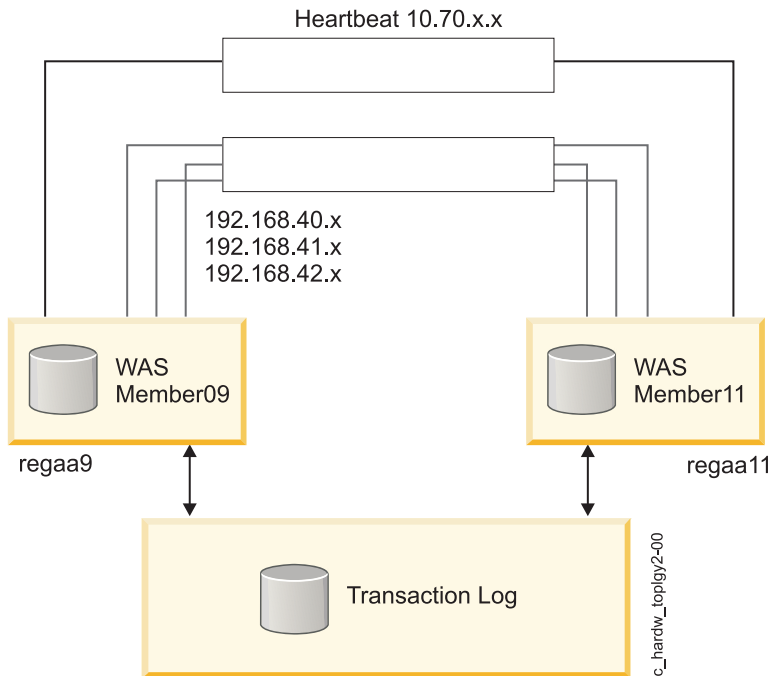 Heartbeat 10.70.x.x
192.168.40.x
192.168.41.x
192.168.42.x
WAS
Member09
WAS
Member11
regaa9
regaa11
Transaction Log
c_hardw_toplgy2-00